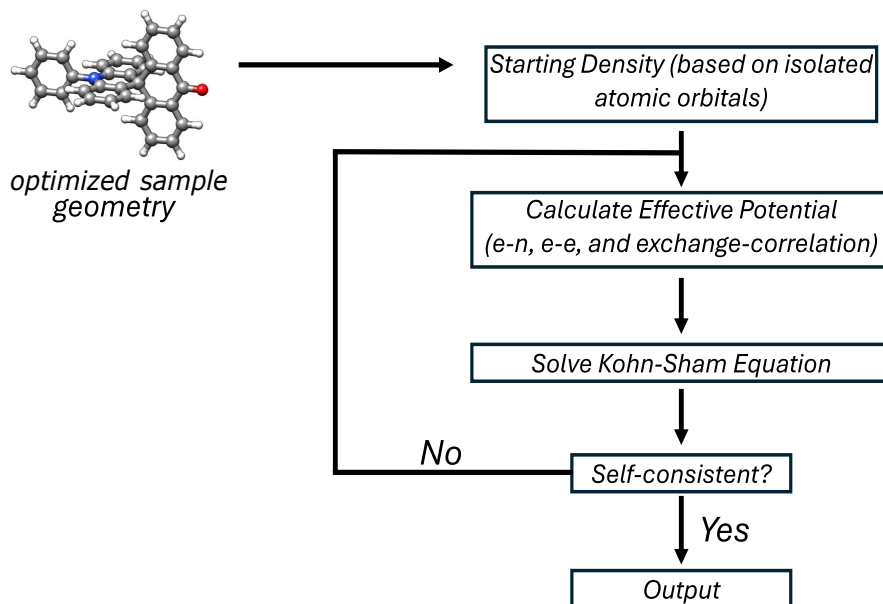 optimized sample
geometry
Starting Density (based on isolated
atomic orbitals)
Calculate Effective Potential
(e-n, e-e, and exchange-correlation)
Solve Kohn-Sham Equation
No
Self-consistent?
Yes
Output